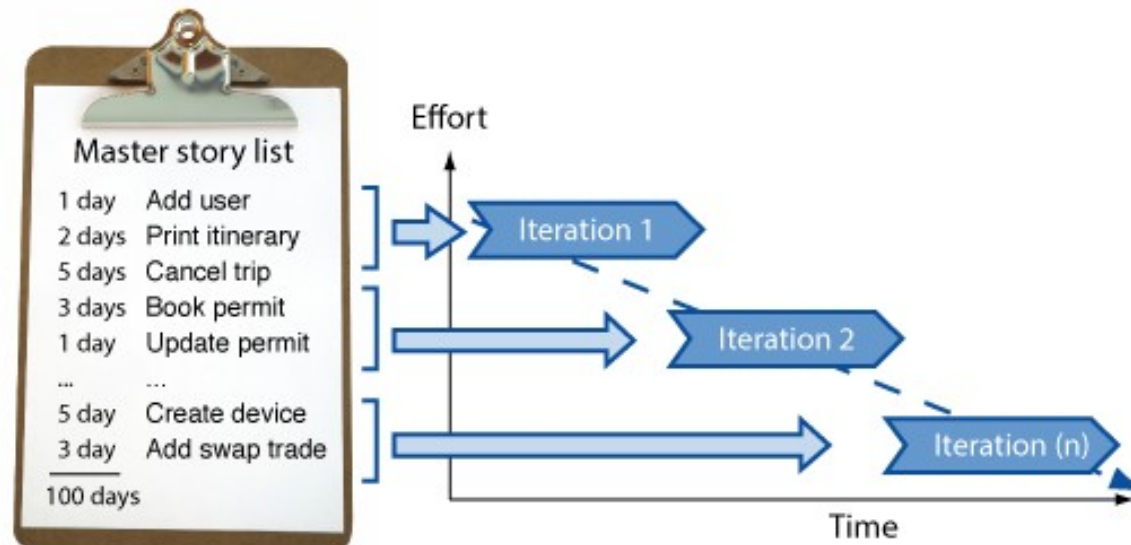 Master story list
1 day Add user
2 days Print itinerary
5 days Cancel trip
3 days Book permit
1 day Update permit
... ...
5 day Create device
3 day Add swap trade
100 days
Effort
Iteration 1
Iteration 2
Iteration (n)
Time